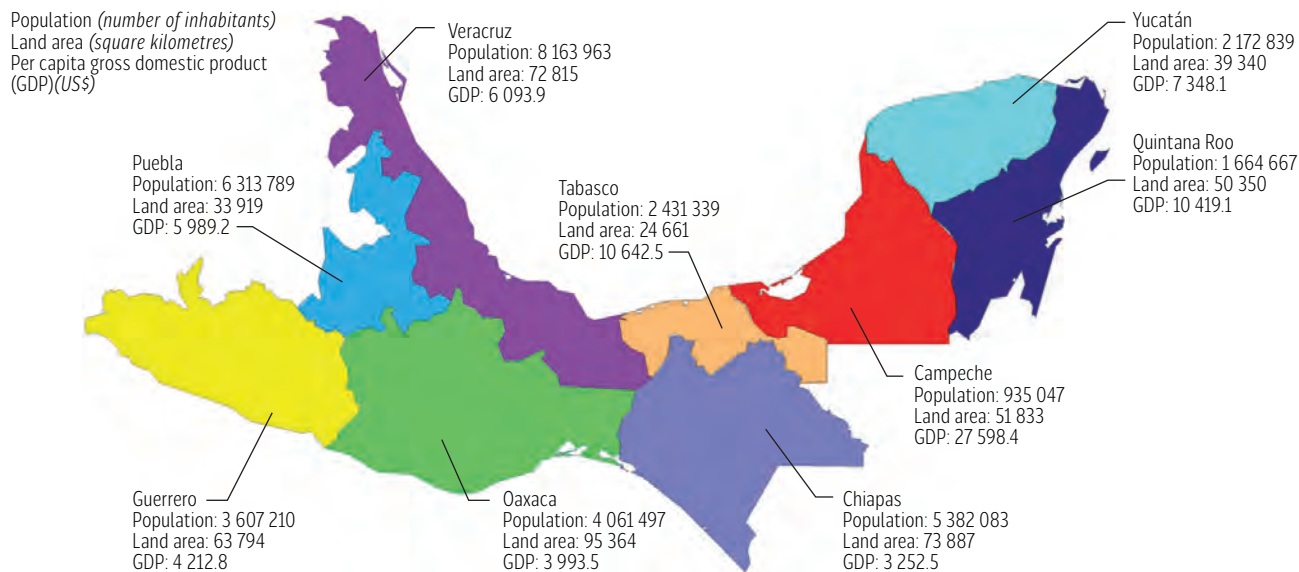 Population (number of inhabitants)
Land area (square kilometres)
Per capita gross domestic product
(GDP)(US$)
Veracruz
Population: 8 163 963
Land area: 72 815
GDP: 6 093.9
Yucatán
Population: 2 172 839
Land area: 39 340
GDP: 7 348.1
Quintana Roo
Population: 1 664 667
Land area: 50 350
GDP: 10 419.1
Puebla
Population: 6 313 789
Land area: 33 919
GDP: 5 989.2
Tabasco
Population: 2 431 339
Land area: 24 661
GDP: 10 642.5
Campeche
Population: 935 047
Land area: 51 833
GDP: 27 598.4
Guerrero
Population: 3 607 210
Land area: 63 794
GDP: 4 212.8
Oaxaca
Population: 4 061 497
Land area: 95 364
GDP: 3 993.5
Chiapas
Population: 5 382 083
Land area: 73 887
GDP: 3 252.5